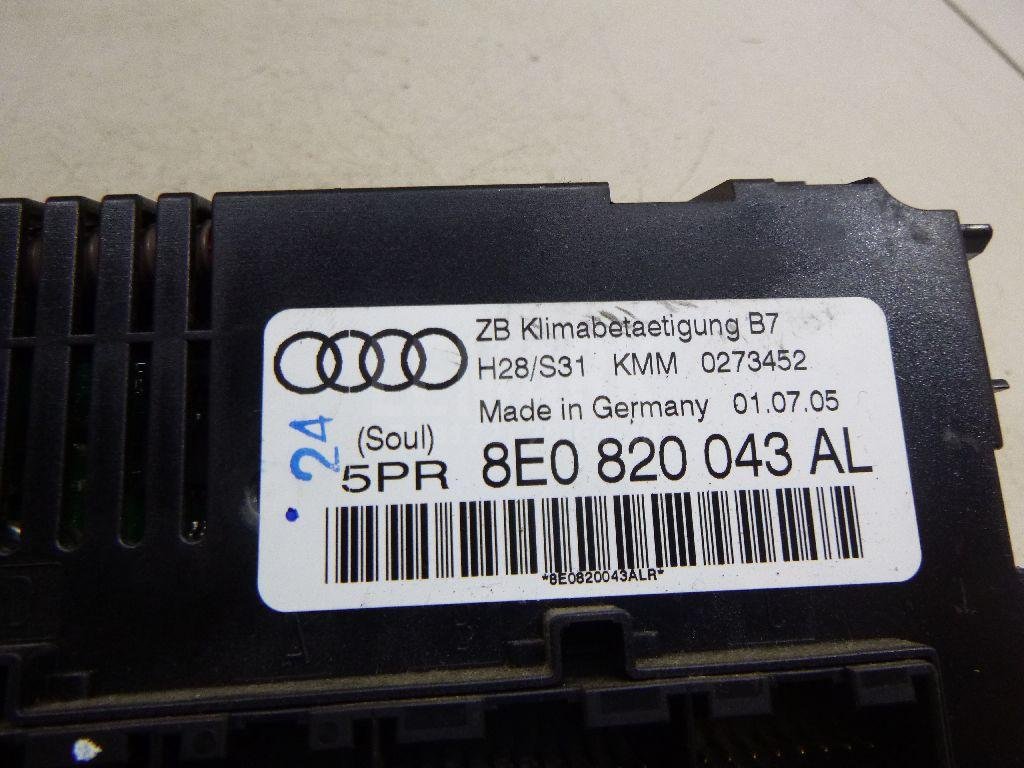 ZB Klimabetaetigung B7
H28/S31 KMM 0273452
Made in Germany 01.07.05
24
(Soul)
5PR 8E0 820 043 AL
*8E0820043ALR*